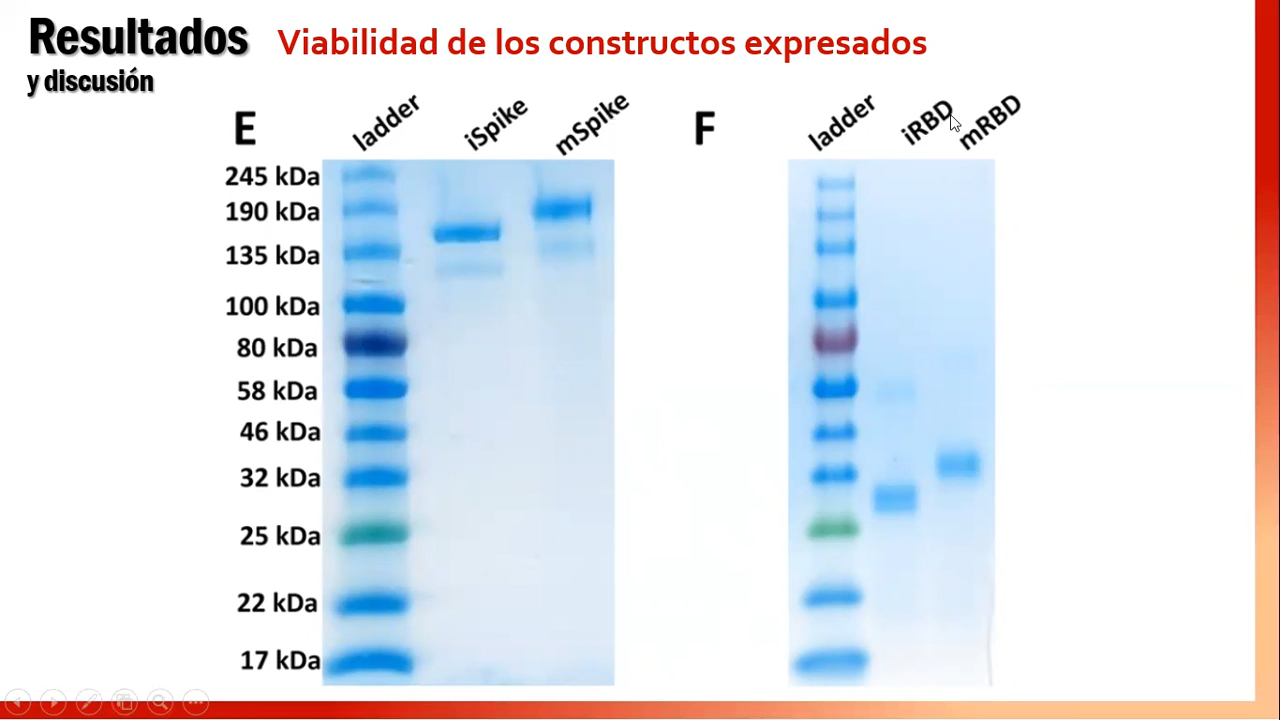 Resultados
y discusión
Viabilidad de los constructos expresados
E
ladder
iSpike
mSpike
F
ladder
iRBD
mRBD
245 kDa
190 kDa
135 kDa
100 kDa
80 kDa
58 kDa
46 kDa
32 kDa
25 kDa
22 kDa
17 kDa